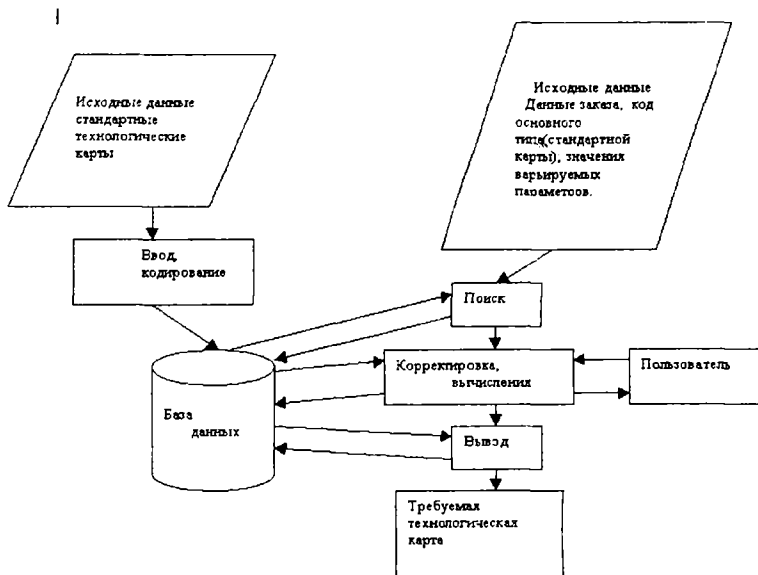 Исходные данные
стандартные
технологические
карты
Исходные данные
Данные заказа, код
основного
типа(стандартной
карты), значения
варьируемых
параметров.
Ввод,
кодирование
Поиск
Корректировка,
вычисления
Пользователь
База
данных
Вывод
Требуемая
технологическая
карта